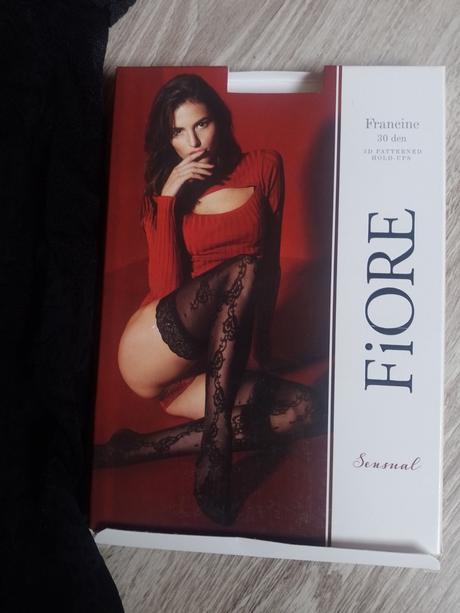 Francine
30 den
3D PATTERNED
HOLD-UPS
FiORE
Sensual